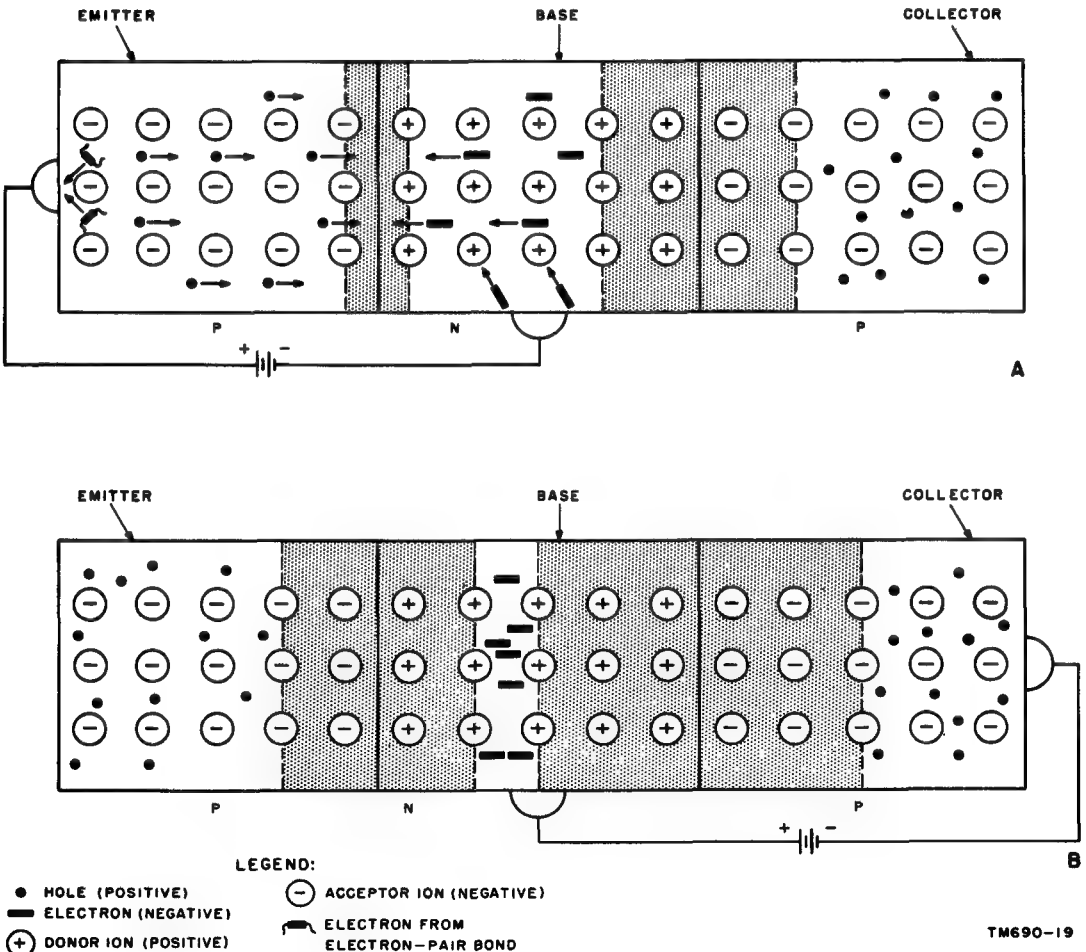 EMITTER BASE COLLECTOR
P N P
+ -
A
EMITTER BASE COLLECTOR
P N P
+ -
B
LEGEND:
HOLE (POSITIVE)
ELECTRON (NEGATIVE)
+ DONOR ION (POSITIVE)
- ACCEPTOR ION (NEGATIVE)
ELECTRON FROM
ELECTRON-PAIR BOND
TM690-19